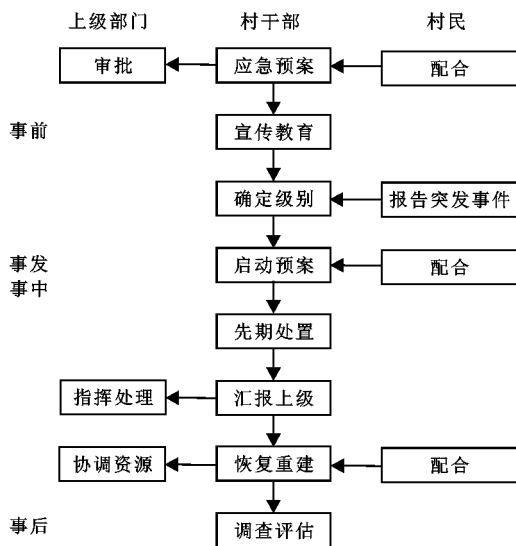 上级部门 村干部 村民
审批 应急预案 配合
事前 宣传教育
确定级别 报告突发事件
事发 启动预案 配合
事中
先期处置
指挥处理 汇报上级
协调资源 恢复重建 配合
事后 调查评估